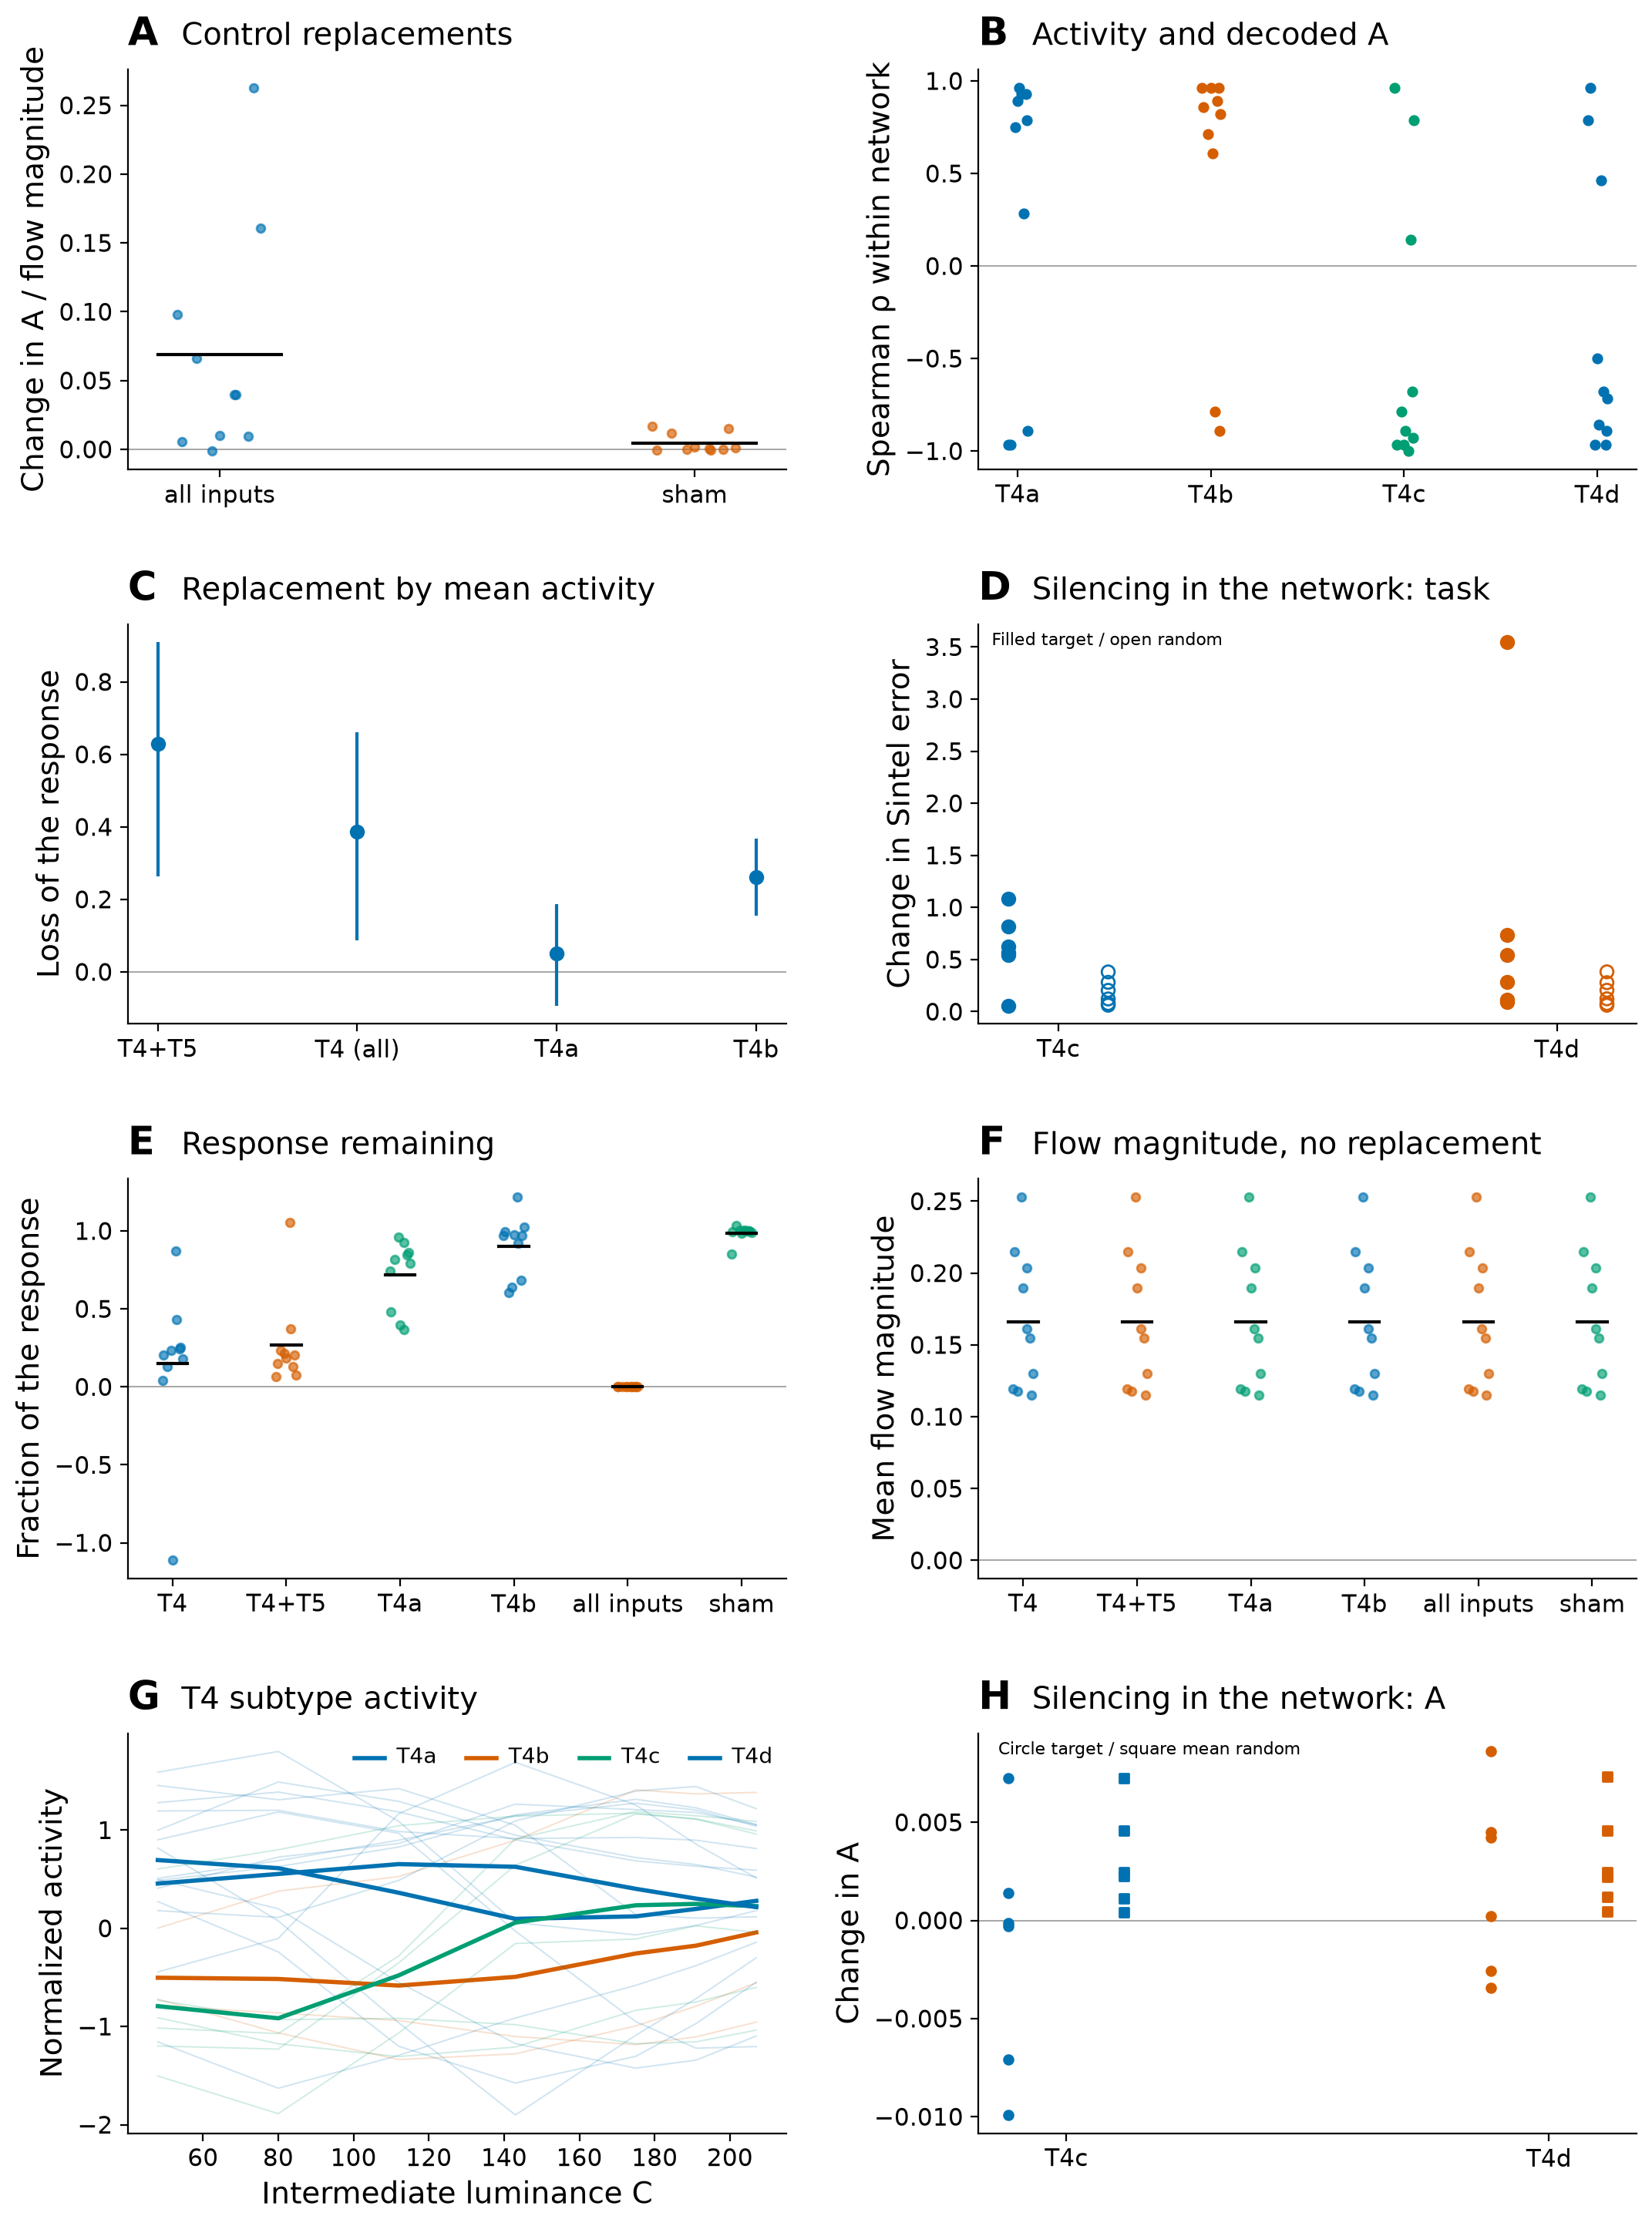 A Control replacements
Change in A / flow magnitude
0.25
0.20
0.15
0.10
0.05
0.00
all inputs sham
B Activity and decoded A
Spearman ρ within network
1.0
0.5
0.0
−0.5
−1.0
T4a T4b T4c T4d
C Replacement by mean activity
Loss of the response
0.8
0.6
0.4
0.2
0.0
T4+T5 T4 (all) T4a T4b
D Silencing in the network: task
Filled target / open random
Change in Sintel error
3.5
3.0
2.5
2.0
1.5
1.0
0.5
0.0
T4c T4d
E Response remaining
Fraction of the response
1.0
0.5
0.0
−0.5
−1.0
T4 T4+T5 T4a T4b all inputs sham
F Flow magnitude, no replacement
Mean flow magnitude
0.25
0.20
0.15
0.10
0.05
0.00
T4 T4+T5 T4a T4b all inputs sham
G T4 subtype activity
T4a T4b T4c T4d
Normalized activity
1
0
−1
−2
60 80 100 120 140 160 180 200
Intermediate luminance C
H Silencing in the network: A
Circle target / square mean random
Change in A
0.005
0.000
−0.005
−0.010
T4c T4d